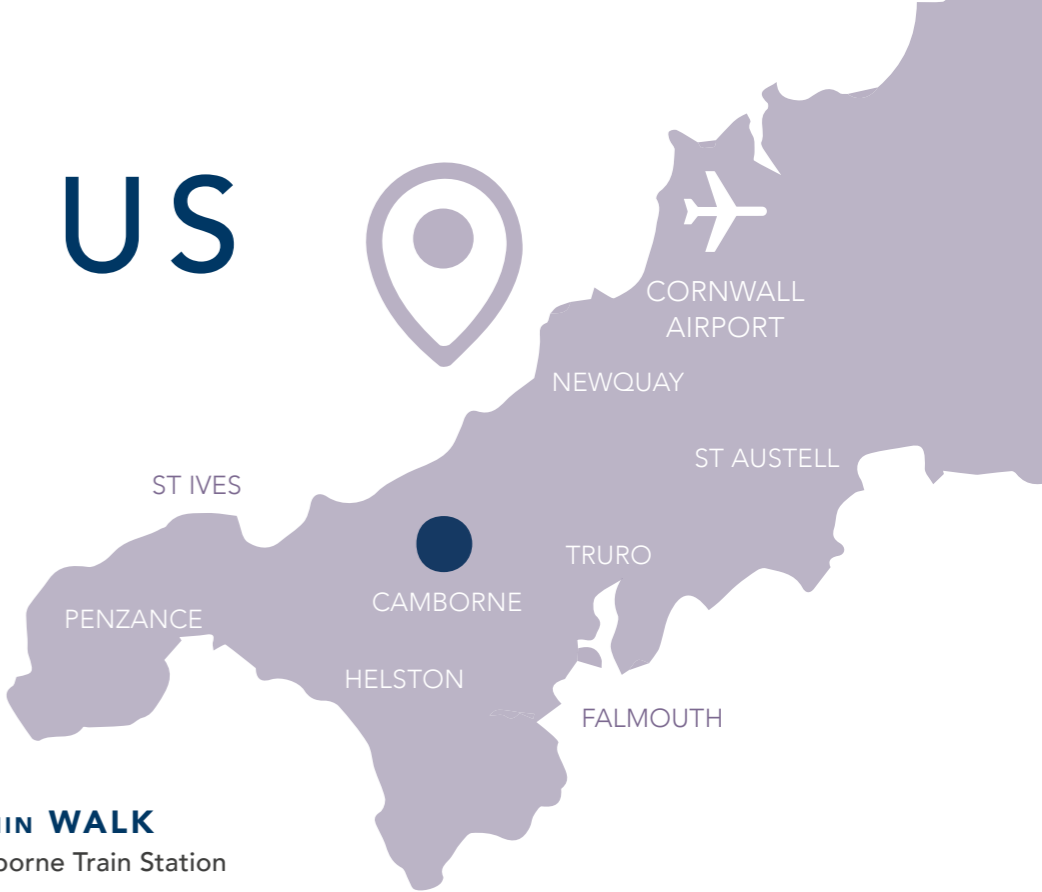 US
CORNWALL
AIRPORT
NEWQUAY
ST AUSTELL
ST IVES
TRURO
CAMBORNE
PENZANCE
HELSTON
FALMOUTH
WALK
Train Station